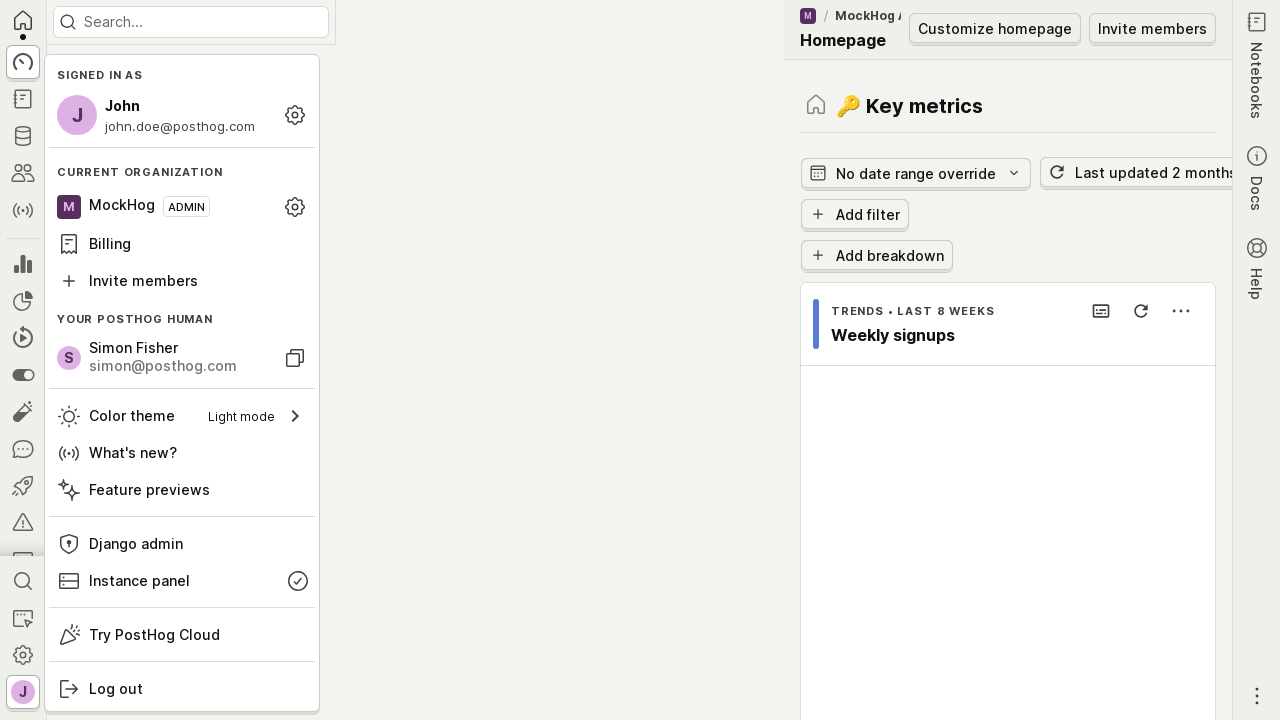 Search...
SIGNED IN AS
J
John
john.doe@posthog.com
CURRENT ORGANIZATION
M
MockHog
ADMIN
Billing
Invite members
YOUR POSTHOG HUMAN
S
Simon Fisher
simon@posthog.com
Color theme
Light mode
What's new?
Feature previews
Django admin
Instance panel
Try PostHog Cloud
Log out
J
M / MockHog
Homepage
Customize homepage
Invite members
🔑 Key metrics
No date range override
Last updated 2 months
Add filter
Add breakdown
TRENDS • LAST 8 WEEKS
Weekly signups
Notebooks
Docs
Help